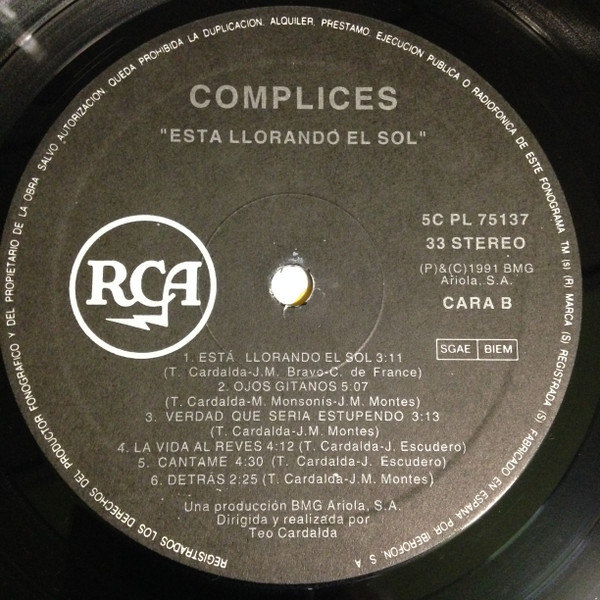 REGISTRADOS LOS DERECHOS DEL PRODUCTOR FONOGRAFICO Y DEL PROPIETARIO DE LA OBRA. SALVO AUTORIZACION, QUEDA PROHIBIDA LA DUPLICACION, ALQUILER, PRESTAMO, EJECUCION PUBLICA O RADIOFONICA DE ESTE FONOGRAMA TM (S) (R) MARCA (S) REGISTRADA (S) FABRICADO EN ESPAÑA POR IBEROFON, S. A.
COMPLICES
"ESTA LLORANDO EL SOL"
5C PL 75137
33 STEREO
(P)&(C)1991 BMG
Ariola, S.A.
CARA B
RCA
SGAE BIEM
1. ESTÁ LLORANDO EL SOL 3:11
(T. Cardalda-J.M. Bravo-C. de France)
2. OJOS GITANOS 5:07
(T. Cardalda-M. Monsonís-J.M. Montes)
3. VERDAD QUE SERIA ESTUPENDO 3:13
(T. Cardalda-J.M. Montes)
4. LA VIDA AL REVES 4:12 (T. Cardalda-J. Escudero)
5. CANTAME 4:30 (T. Cardalda-J. Escudero)
6. DETRÁS 2:25 (T. Cardalda-J.M. Montes)
Una producción BMG Ariola, S.A.
Dirigida y realizada por
Teo Cardalda